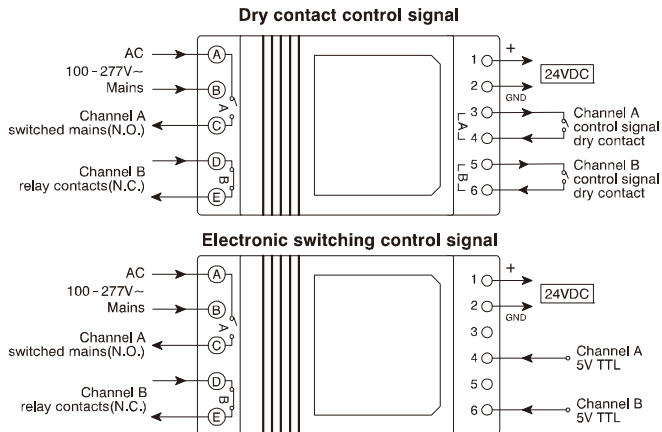 Dry contact control signal
AC
100-277V~
Mains
Channel A
switched mains(N.O.)
Channel B
relay contacts(N.C.)
A
B
C
D
E
A
B
1
2
3
4
5
6
A
B
+
24VDC
GND
Channel A
control signal
dry contact
Channel B
control signal
dry contact
Electronic switching control signal
AC
100-277V~
Mains
Channel A
switched mains(N.O.)
Channel B
relay contacts(N.C.)
A
B
C
D
E
A
B
1
2
3
4
5
6
+
24VDC
GND
Channel A
5V TTL
Channel B
5V TTL